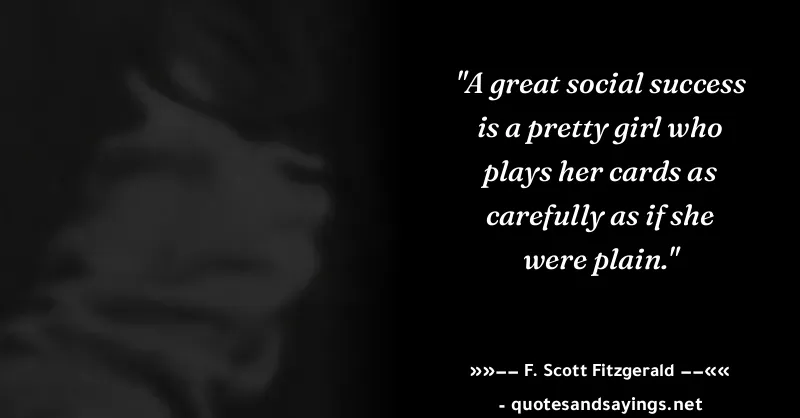 "A great social success
is a pretty girl who
plays her cards as
carefully as if she
were plain."
»»–– F. Scott Fitzgerald ––««
- quotesandsayings.net